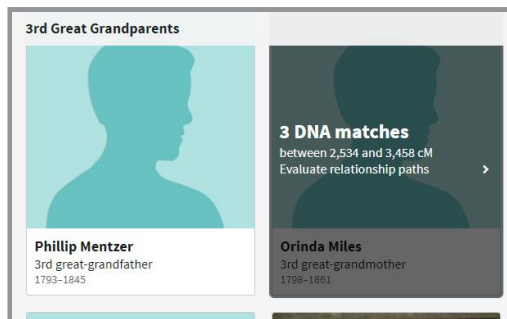 3rd Great Grandparents
3 DNA matches
between 2,534 and 3,458 cM
Evaluate relationship paths
Phillip Mentzer
3rd great-grandfather
1793–1845
Orinda Miles
3rd great-grandmother
1798–1861